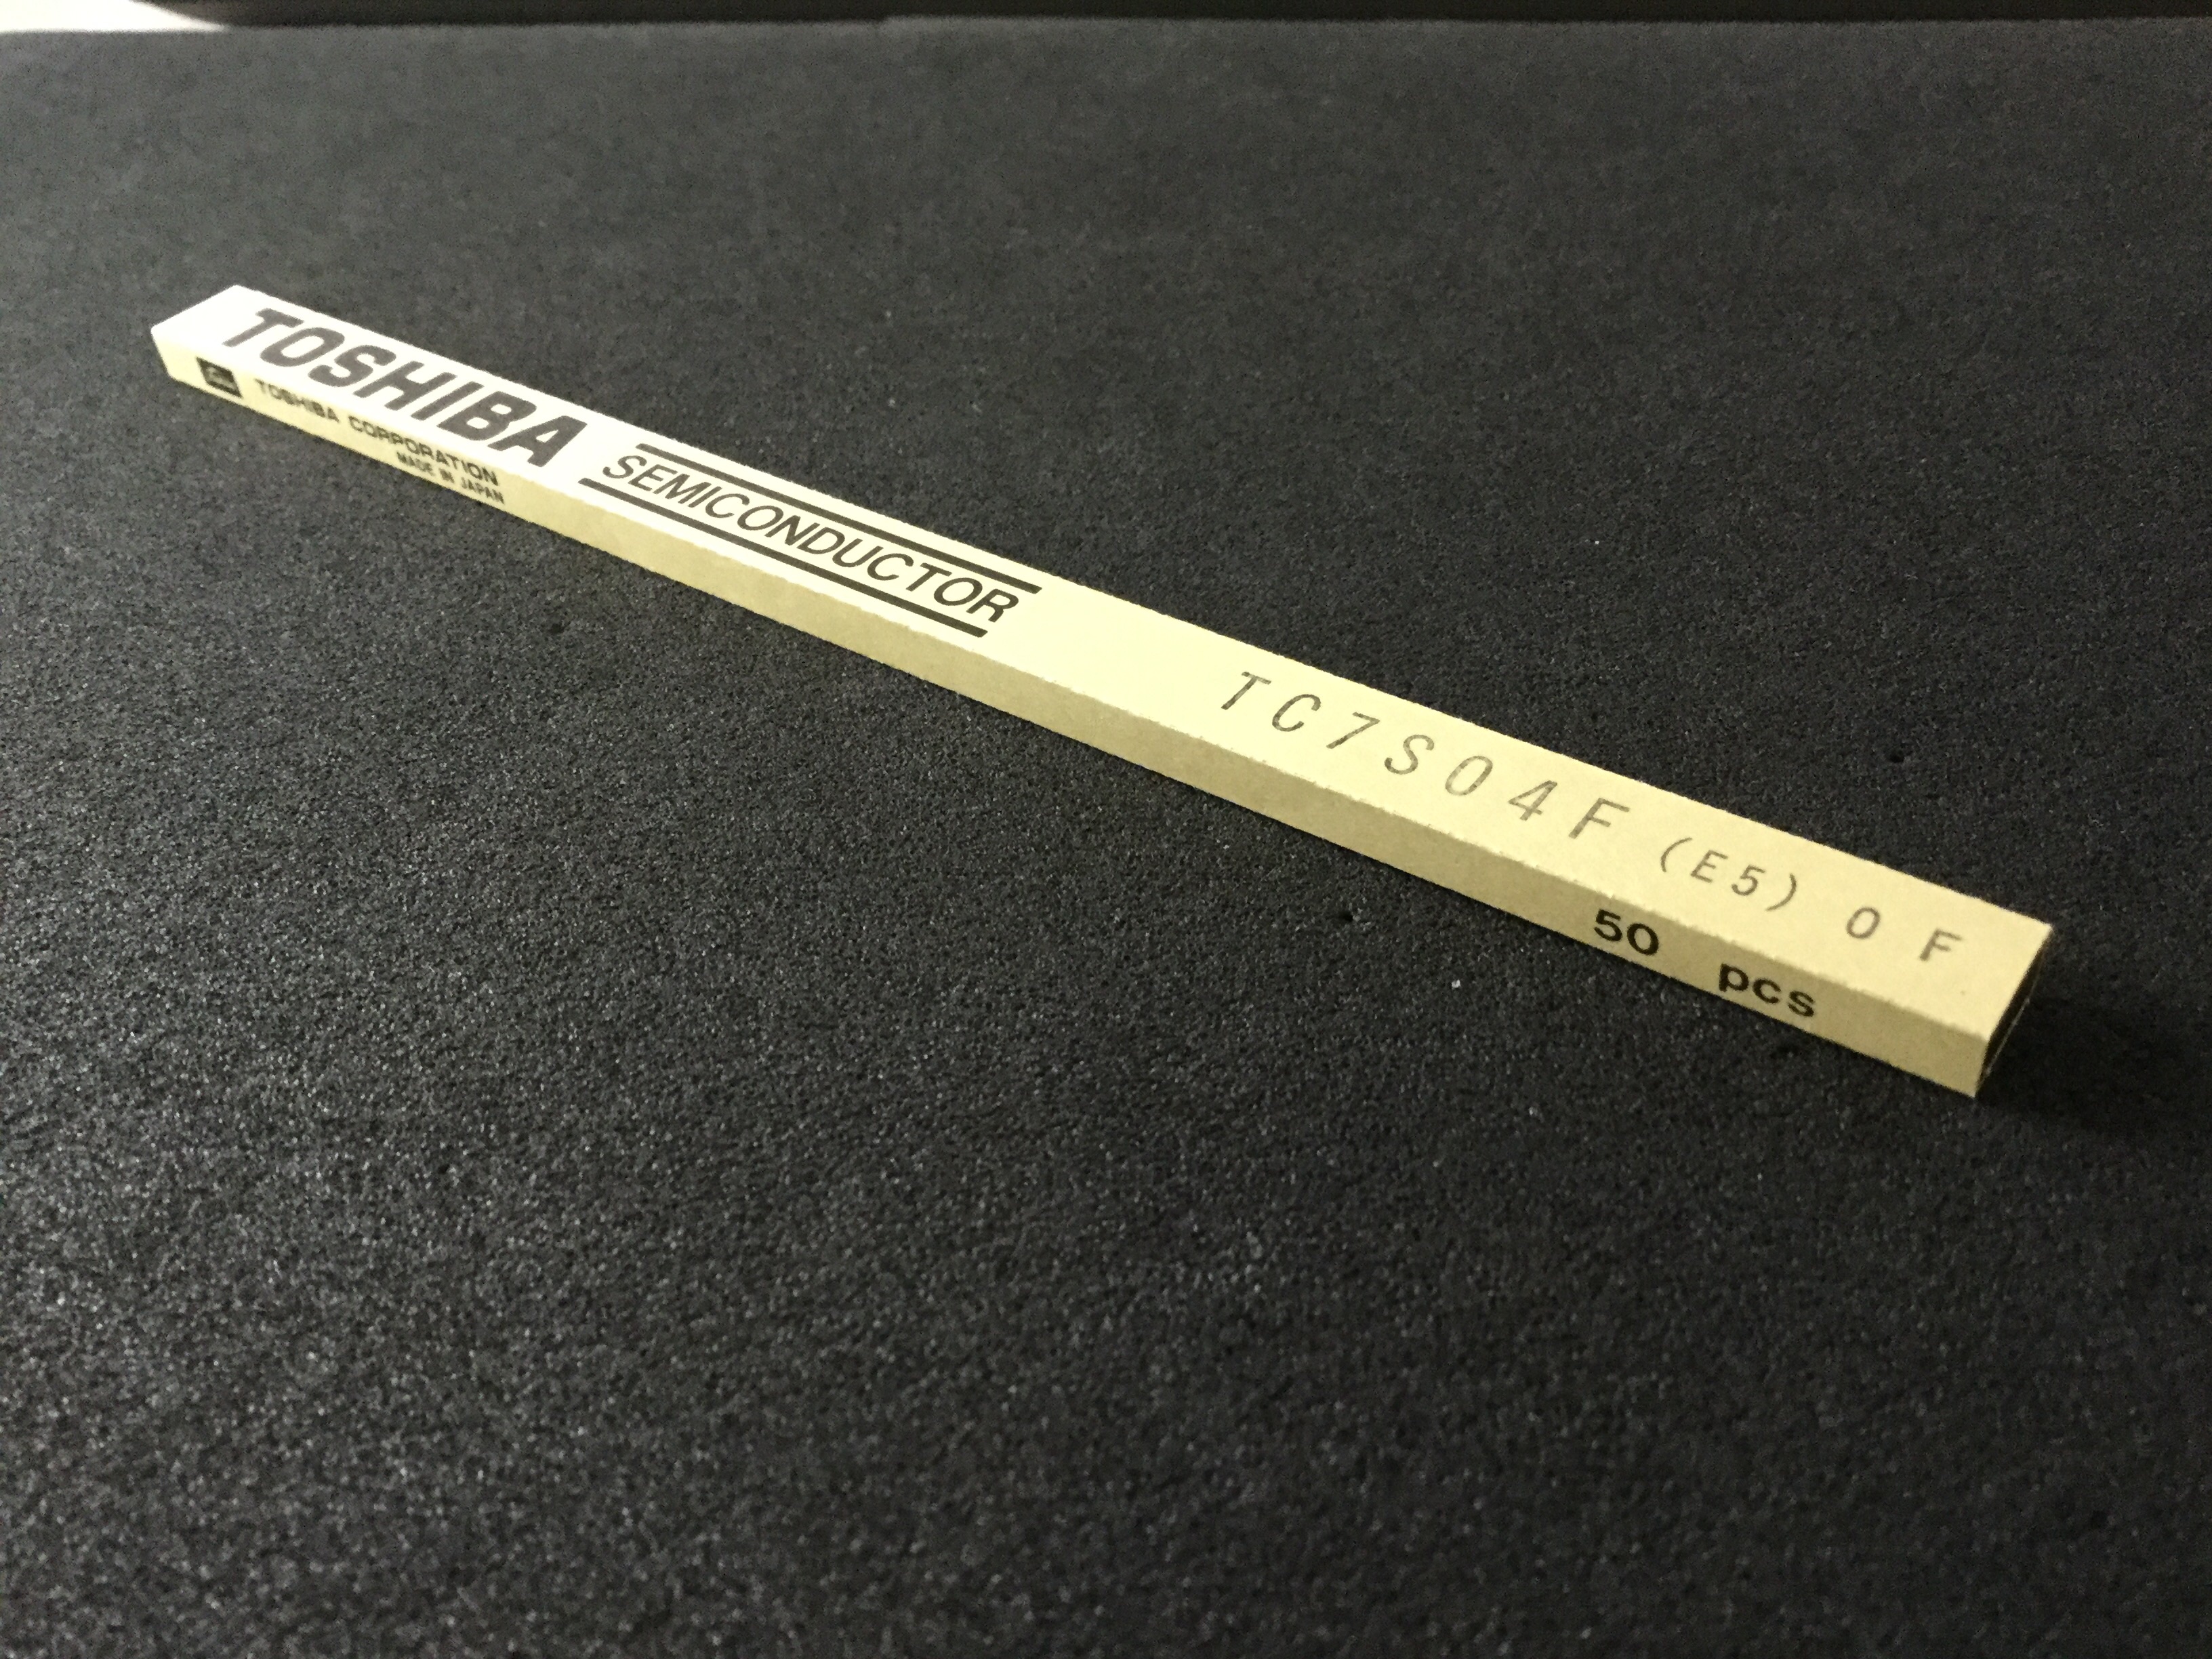 TOSHIBA
SEMICONDUCTOR
TC7S04F (E5) 0 F
TOSHIBA CORPORATION
MADE IN JAPAN
50 pcs